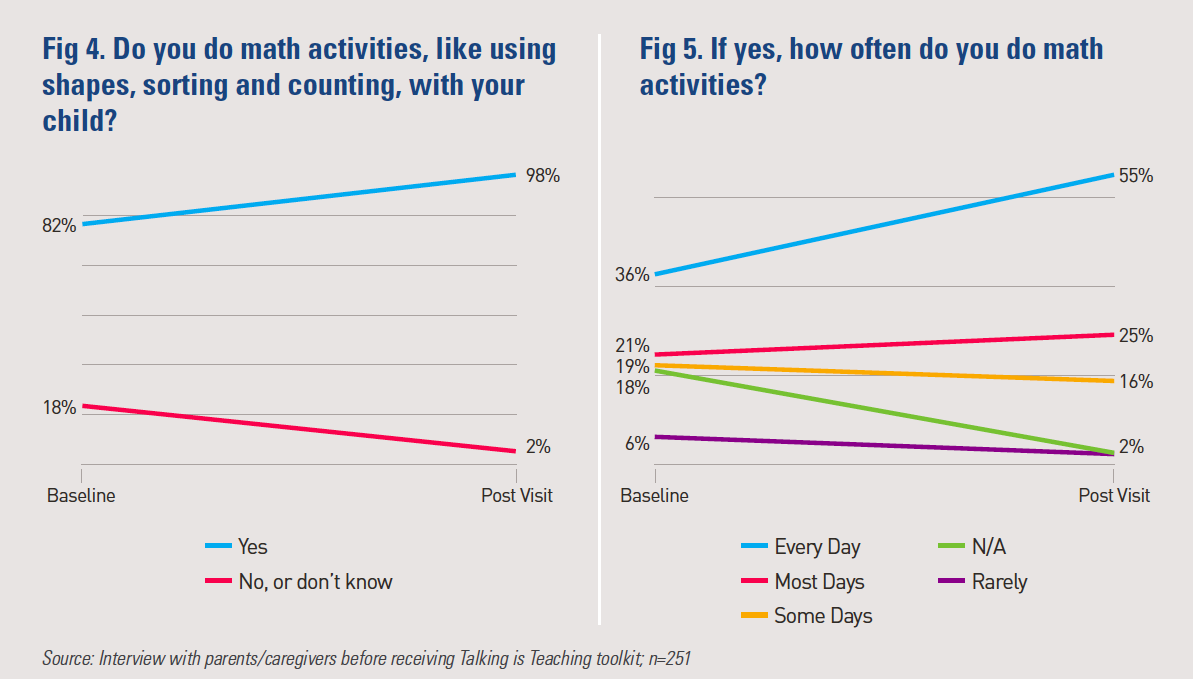 Fig 4. Do you do math activities, like using
shapes, sorting and counting, with your
child?
98%
82%
18%
2%
Baseline
Post Visit
Yes
No, or don't know
Fig 5. If yes, how often do you do math
activities?
55%
36%
25%
21%
19%
16%
18%
6%
2%
Baseline
Post Visit
Every Day
N/A
Most Days
Rarely
Some Days
Source: Interview with parents/caregivers before receiving Talking is Teaching toolkit; n=251